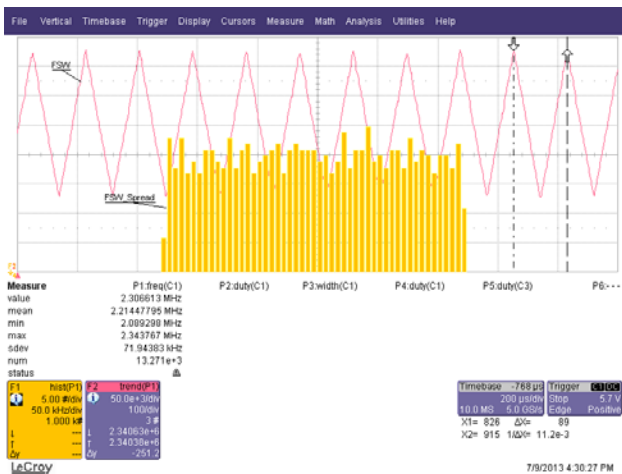 File Vertical Timebase Trigger Display Cursors Measure Math Analysis Utilities Help
FSW
FSW_Spread
Measure P1:freq(C1) P2:duty(C1) P3:width(C1) P4:duty(C1) P5:duty(C3) P6:---
value 2.306613 MHz
mean 2.21447795 MHz
min 2.089298 MHz
max 2.343767 MHz
sdev 71.94383 kHz
num 13.271e+3
status
F1 hist(P1) F2 trend(P1)
5.00 #/div 50.0e+3/div
50.0 kHz/div 100/div
1.000 k# 3 #
--- 2.34063e+6
--- 2.34038e+6
Δy --- Δy -251.2
Timebase -768 µs Trigger C1 DC
200 µs/div Stop 5.7 V
10.0 MS 5.0 GS/s Edge Positive
X1= 826 ΔX= 89
X2= 915 1/ΔX= 11.2e-3
LeCroy 7/9/2013 4:30:27 PM